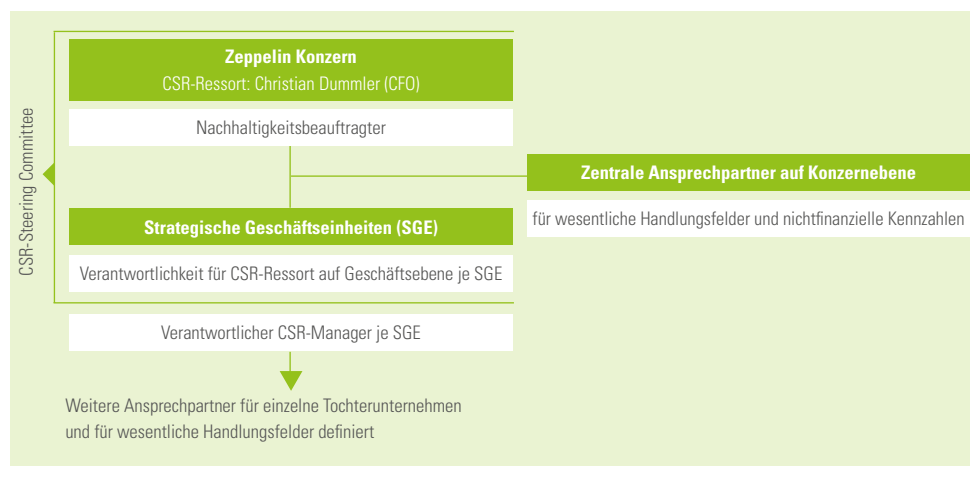 CSR-Steering Committee
Zeppelin Konzern
CSR-Ressort: Christian Dummler (CFO)
Nachhaltigkeitsbeauftragter
Zentrale Ansprechpartner auf Konzernebene
für wesentliche Handlungsfelder und nichtfinanzielle Kennzahlen
Strategische Geschäftseinheiten (SGE)
Verantwortlichkeit für CSR-Ressort auf Geschäftsebene je SGE
Verantwortlicher CSR-Manager je SGE
Weitere Ansprechpartner für einzelne Tochterunternehmen
und für wesentliche Handlungsfelder definiert